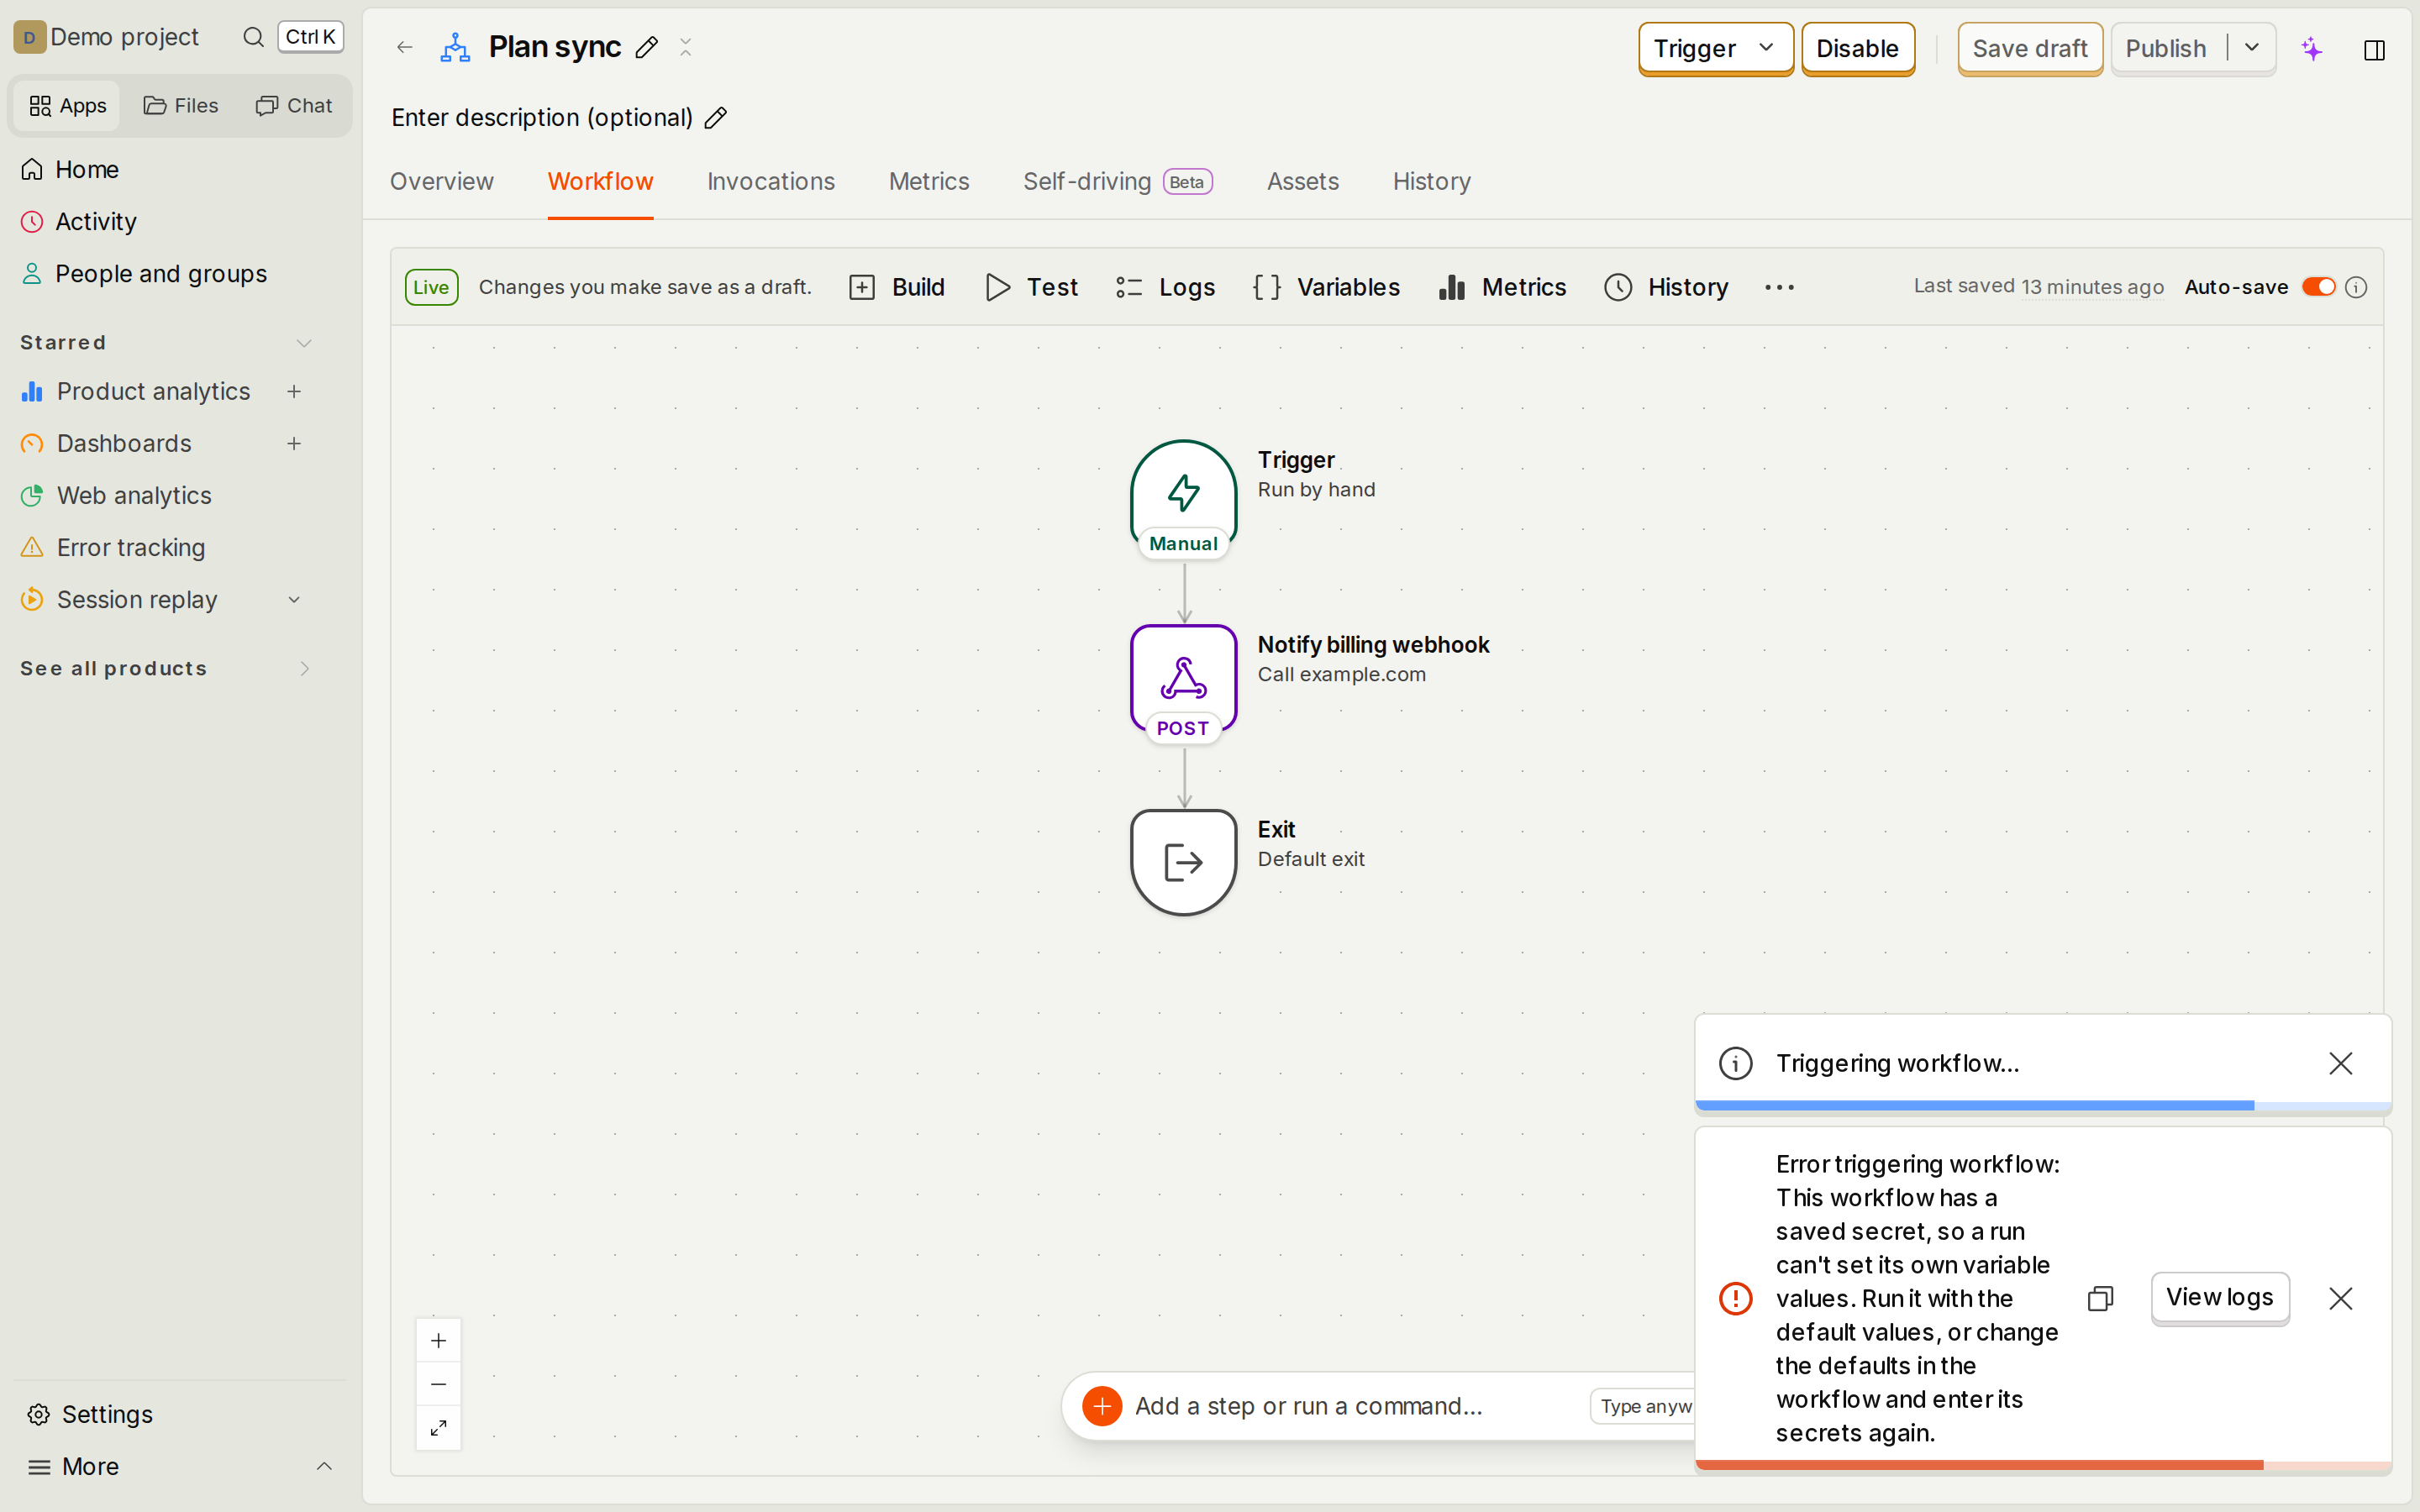 D Demo project Ctrl K
Apps Files Chat
Home
Activity
People and groups
Starred
Product analytics
Dashboards
Web analytics
Error tracking
Session replay
See all products
Settings
More
Plan sync
Trigger Disable Save draft Publish
Enter description (optional)
Overview Workflow Invocations Metrics Self-driving Beta Assets History
Live Changes you make save as a draft. Build Test Logs Variables Metrics History Last saved 13 minutes ago Auto-save
Trigger
Run by hand
Manual
Notify billing webhook
Call example.com
POST
Exit
Default exit
Add a step or run a command... Type anyw
Triggering workflow...
Error triggering workflow:
This workflow has a
saved secret, so a run
can't set its own variable
values. Run it with the
default values, or change
the defaults in the
workflow and enter its
secrets again.
View logs